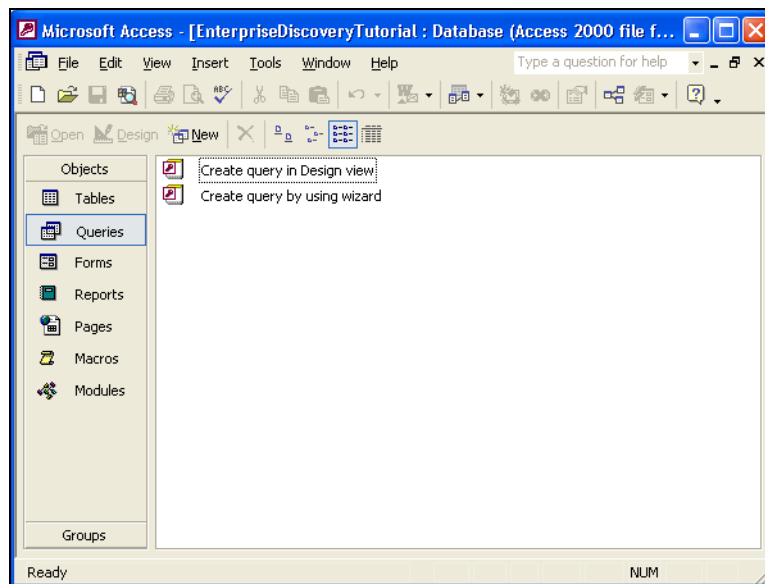 Microsoft Access - [EnterpriseDiscoveryTutorial : Database (Access 2000 file f...
File Edit View Insert Tools Window Help Type a question for help
Open Design New
Objects
Tables
Queries
Forms
Reports
Pages
Macros
Modules
Groups
Create query in Design view
Create query by using wizard
Ready NUM